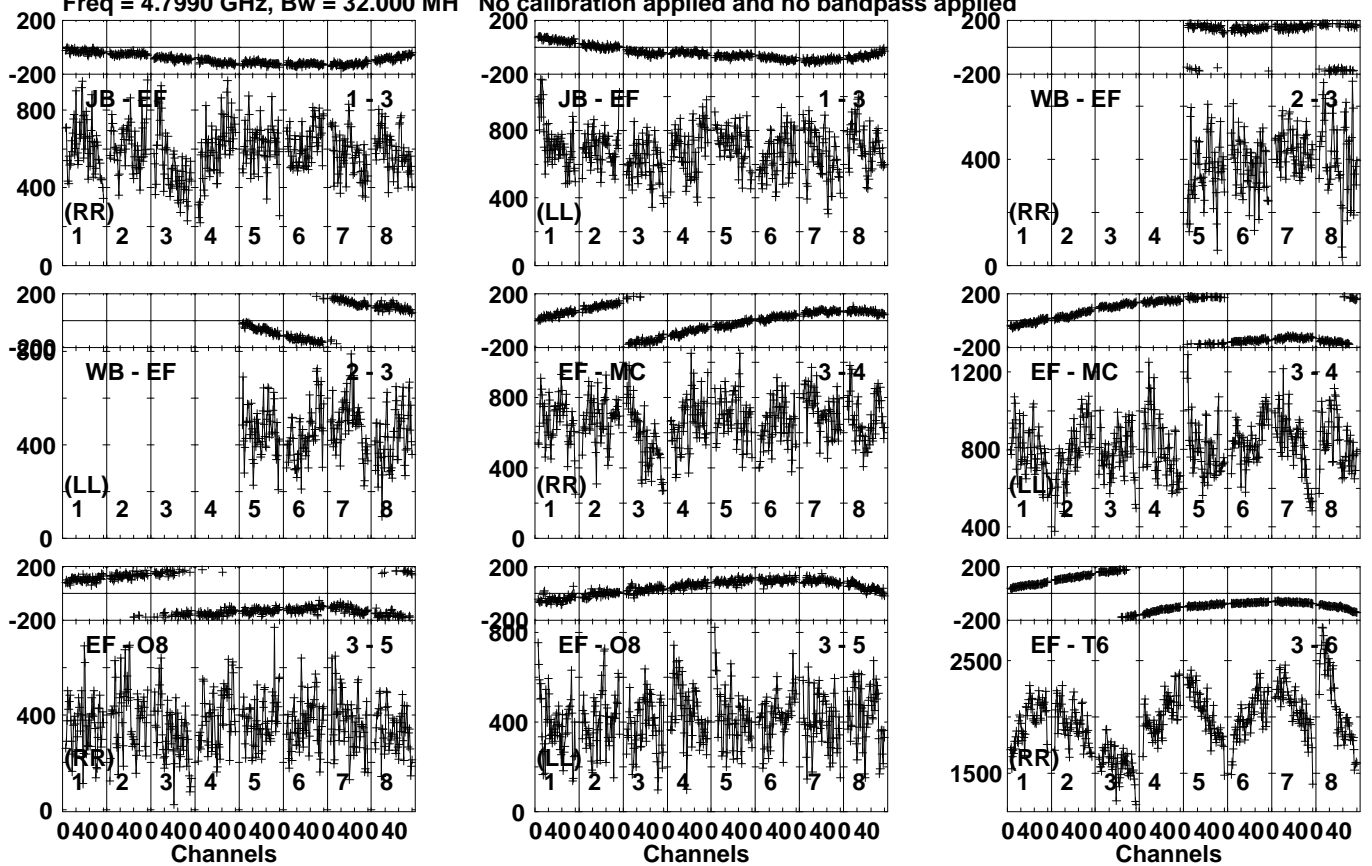 Freq = 4.7990 GHz, Bw = 32.000 MH No calibration applied and no bandpass applied
200 200 200
-200 -200 -200
JB - EF 1 - 3 JB - EF 1 - 3 WB - EF 2 - 3
800 800
400 400 400
(RR) (LL) (RR)
1 2 3 4 5 6 7 8 1 2 3 4 5 6 7 8 1 2 3 4 5 6 7 8
0 0 0
200 200 200
-200 -200 -200
800
WB - EF 2 - 3 EF - MC 3 - 4 EF - MC 3 - 4
1200
800 800
400 400
(LL) (RR) (LL)
1 2 3 4 5 6 7 8 1 2 3 4 5 6 7 8 1 2 3 4 5 6 7 8
400
0 0
200 200 200
-200 -200 -200
800
EF - O8 3 - 5 EF - O8 3 - 5 EF - T6 3 - 6
2500
400 400
(RR) (LL) (RR)
1 2 3 4 5 6 7 8 1 2 3 4 5 6 7 8 1 2 3 4 5 6 7 8
1500
0 0
0 40 0 40 0 40 0 40 0 40 0 40 0 40 0 40 0 40 0 40 0 40 0 40 0 40 0 40 0 40 0 40 0 40 0 40 0 40 0 40 0 40 0 40 0 40 0 40
Channels Channels Channels